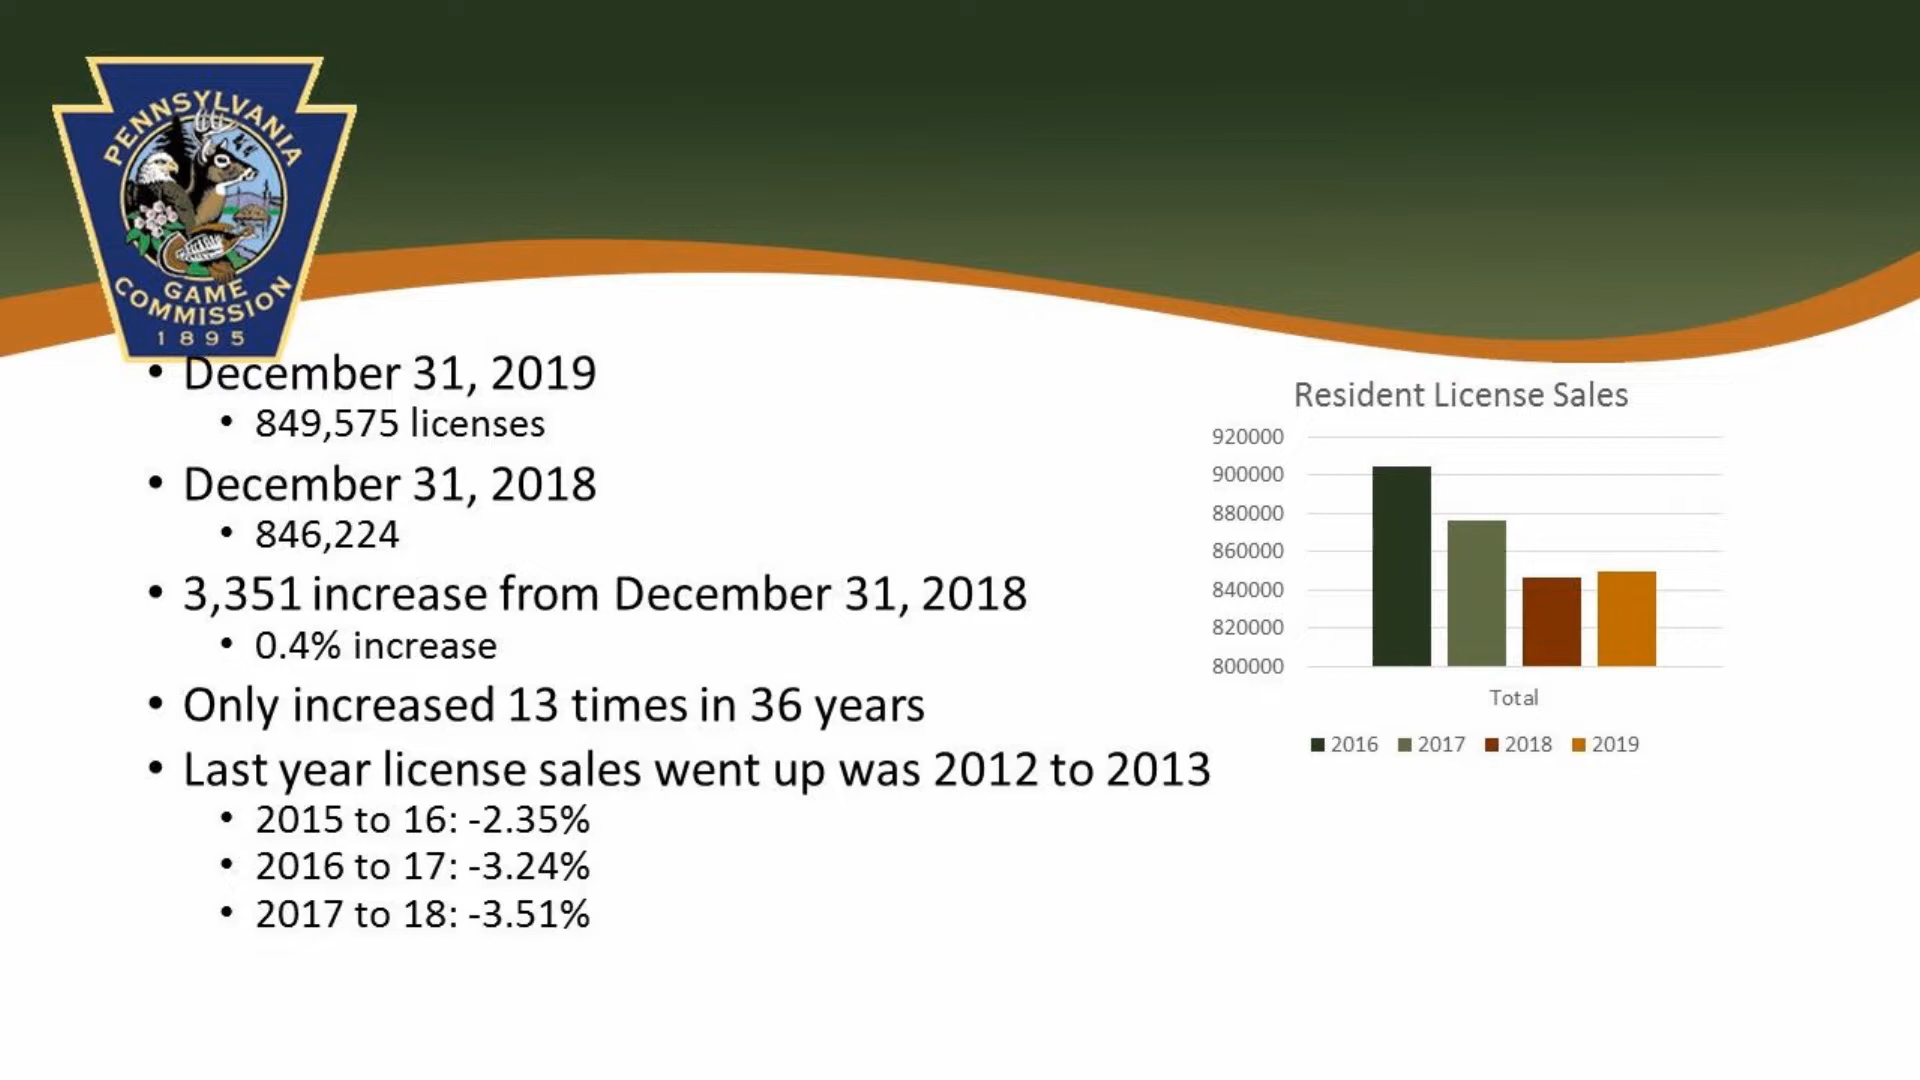 PENNSYLVANIA
GAME
COMMISSION
1895
• December 31, 2019
• 849,575 licenses
• December 31, 2018
• 846,224
• 3,351 increase from December 31, 2018
• 0.4% increase
• Only increased 13 times in 36 years
• Last year license sales went up was 2012 to 2013
• 2015 to 16: -2.35%
• 2016 to 17: -3.24%
• 2017 to 18: -3.51%
Resident License Sales
920000
900000
880000
860000
840000
820000
800000
Total
2016 2017 2018 2019